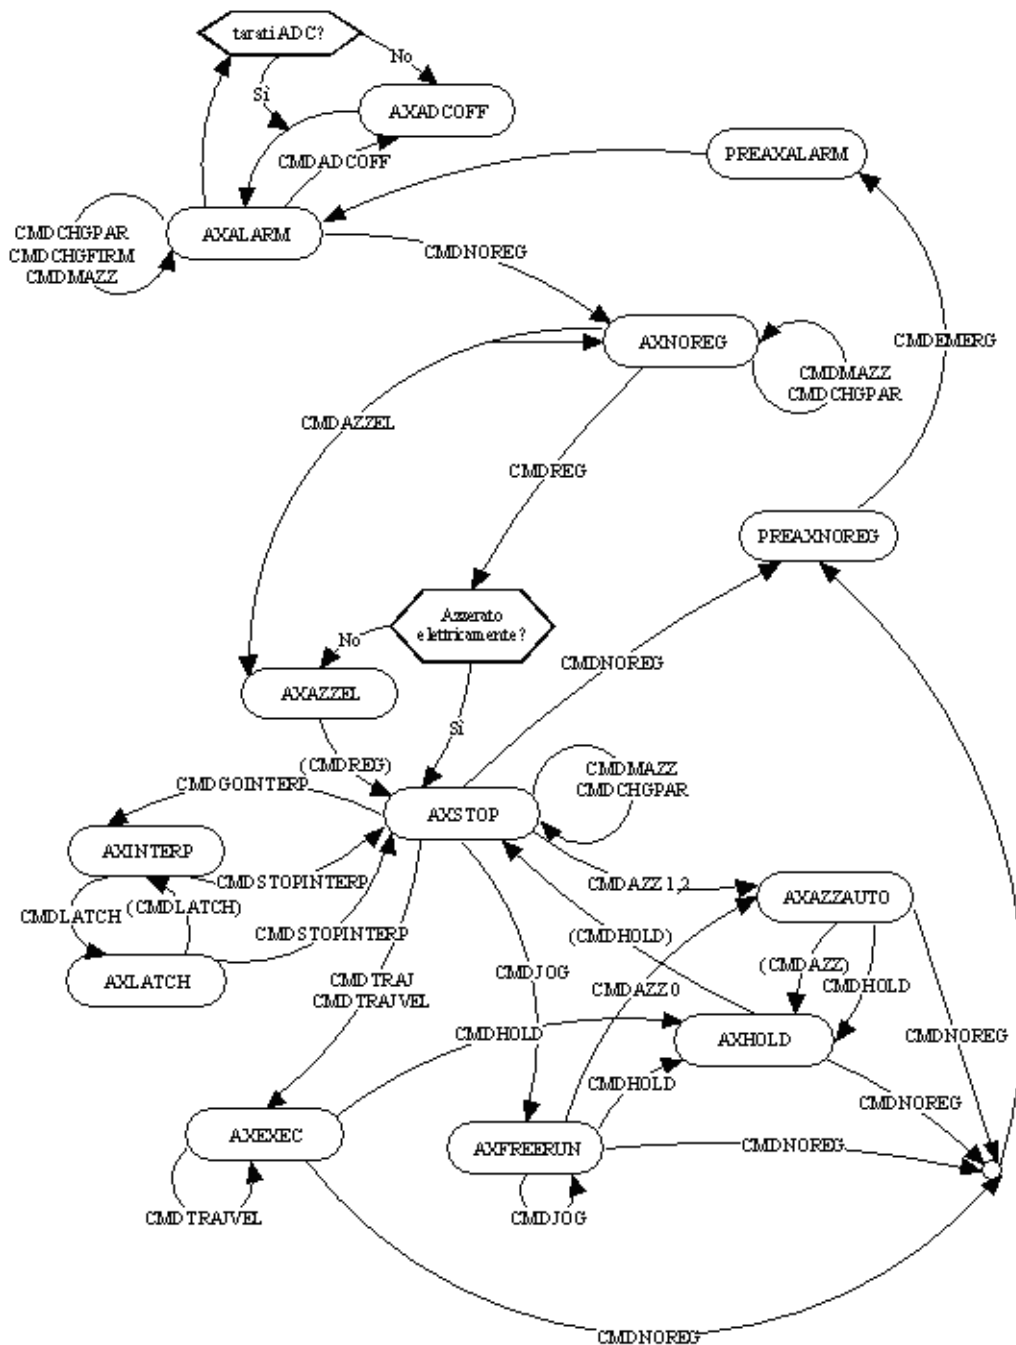 tarati ADC?
No
Sì
AXADCOFF
PREAXALARM
CMDADCOFF
AXALARM
CMDCHGPAR
CMDCHGFIRM
CMDMAZZ
CMDNOREG
AXNOREG
CMDEMERG
CMDMAZZ
CMDCHGPAR
CMDAZZEL
CMDREG
PREAXNOREG
Azzerato
elettricamente?
No
CMDNOREG
AXAZZEL
Sì
(CMDREG)
CMDMAZZ
CMDCHGPAR
CMDGOINTERP
AXSTOP
AXINTERP
CMDSTOPINTERP
CMDAZZ1,2
AXAZZAUTO
CMDLATCH
(CMDLATCH)
CMDSTOPINTERP
(CMDHOLD)
AXLATCH
(CMDAZZ)
CMDTRAJ
CMDTRAJVEL
CMDJOG
CMDAZZ0
CMDHOLD
CMDHOLD
AXHOLD
CMDNOREG
CMDHOLD
CMDNOREG
AXEXEC
AXFREERUN
CMDNOREG
CMDTRAJVEL
CMDJOG
CMDNOREG